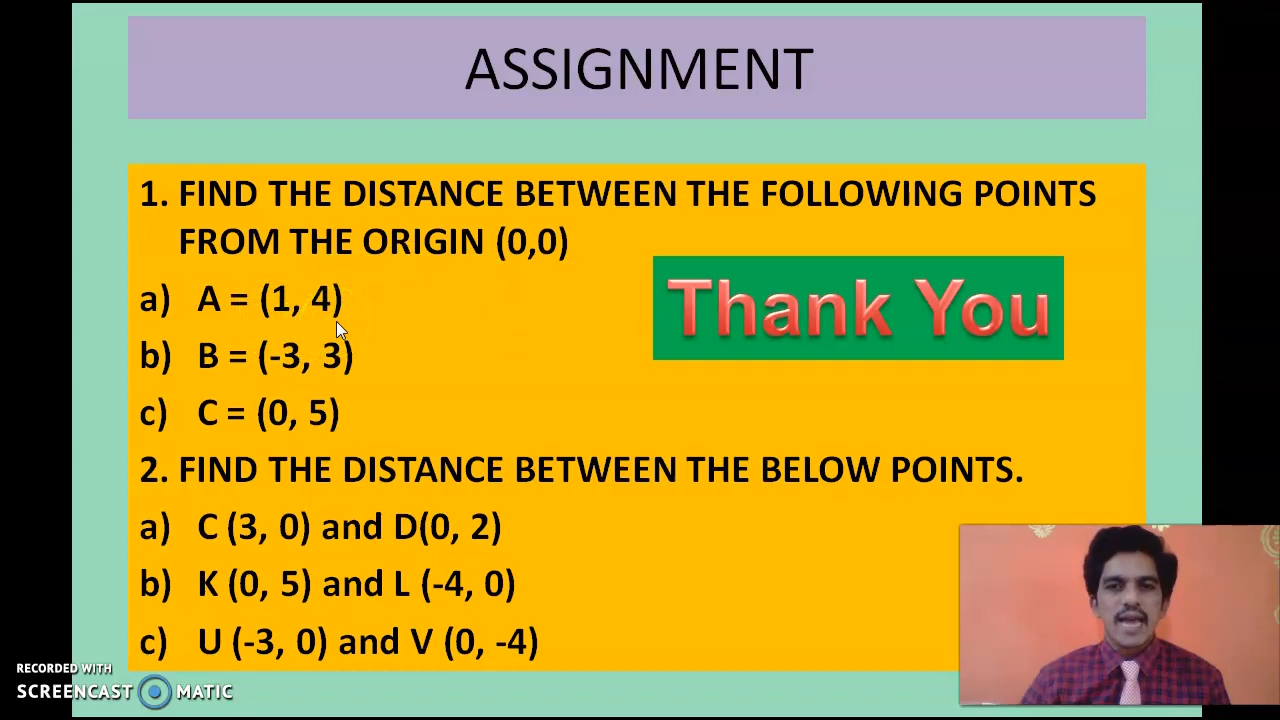 ASSIGNMENT
1. FIND THE DISTANCE BETWEEN THE FOLLOWING POINTS
FROM THE ORIGIN (0,0)
a) A = (1, 4)
b) B = (-3, 3)
c) C = (0, 5)
Thank You
2. FIND THE DISTANCE BETWEEN THE BELOW POINTS.
a) C (3, 0) and D(0, 2)
b) K (0, 5) and L (-4, 0)
c) U (-3, 0) and V (0, -4)
RECORDED WITH
SCREENCAST MATIC